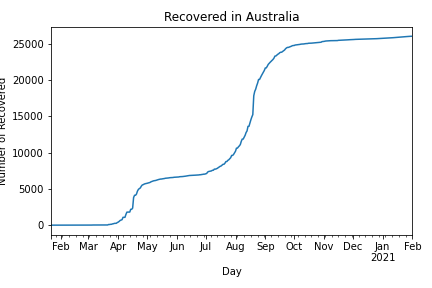 Recovered in Australia
Number of Recovered
25000
20000
15000
10000
5000
0
Feb Mar Apr May Jun Jul Aug Sep Oct Nov Dec Jan Feb
2021
Day